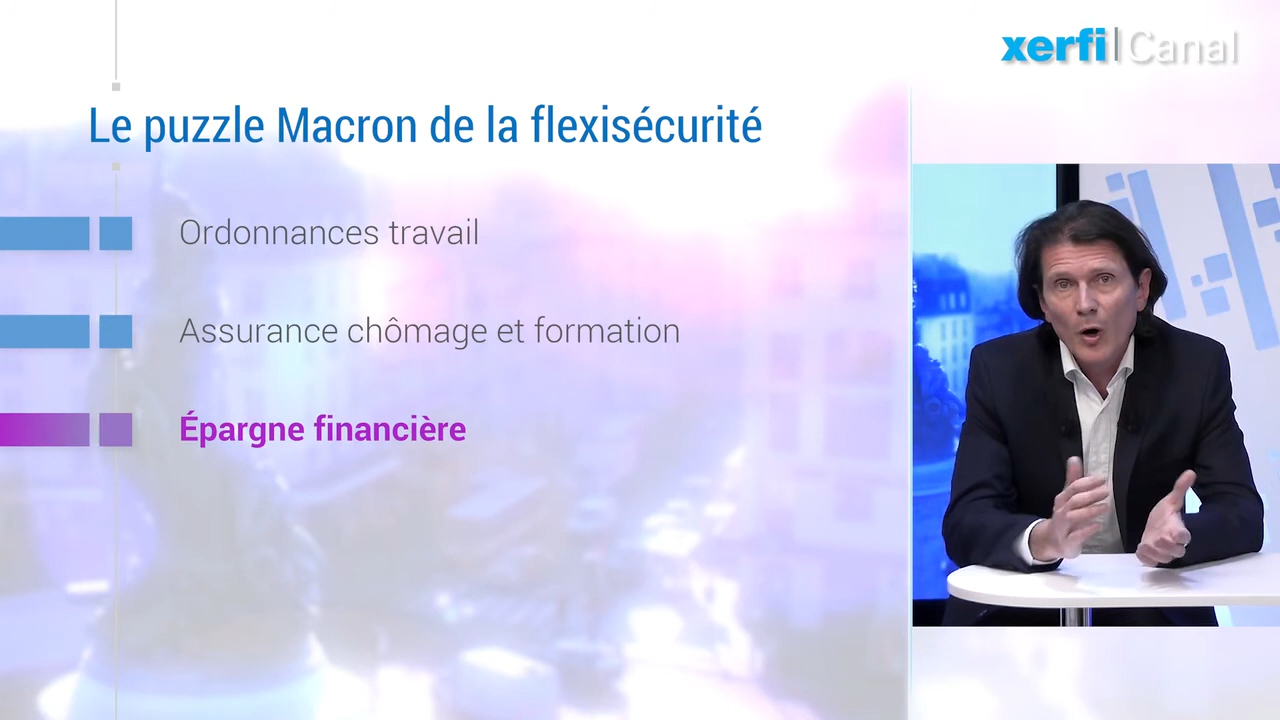 xerfi Canal
Le puzzle Macron de la flexisécurité
Ordonnances travail
Assurance chômage et formation
Épargne financière